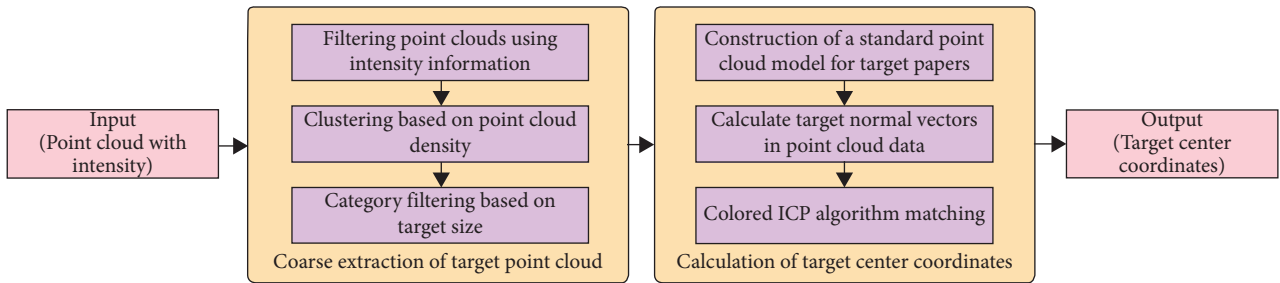 Input
(Point cloud with
intensity)
Filtering point clouds using
intensity information
Clustering based on point cloud
density
Category filtering based on
target size
Coarse extraction of target point cloud
Construction of a standard point
cloud model for target papers
Calculate target normal vectors
in point cloud data
Colored ICP algorithm matching
Calculation of target center coordinates
Output
(Target center
coordinates)